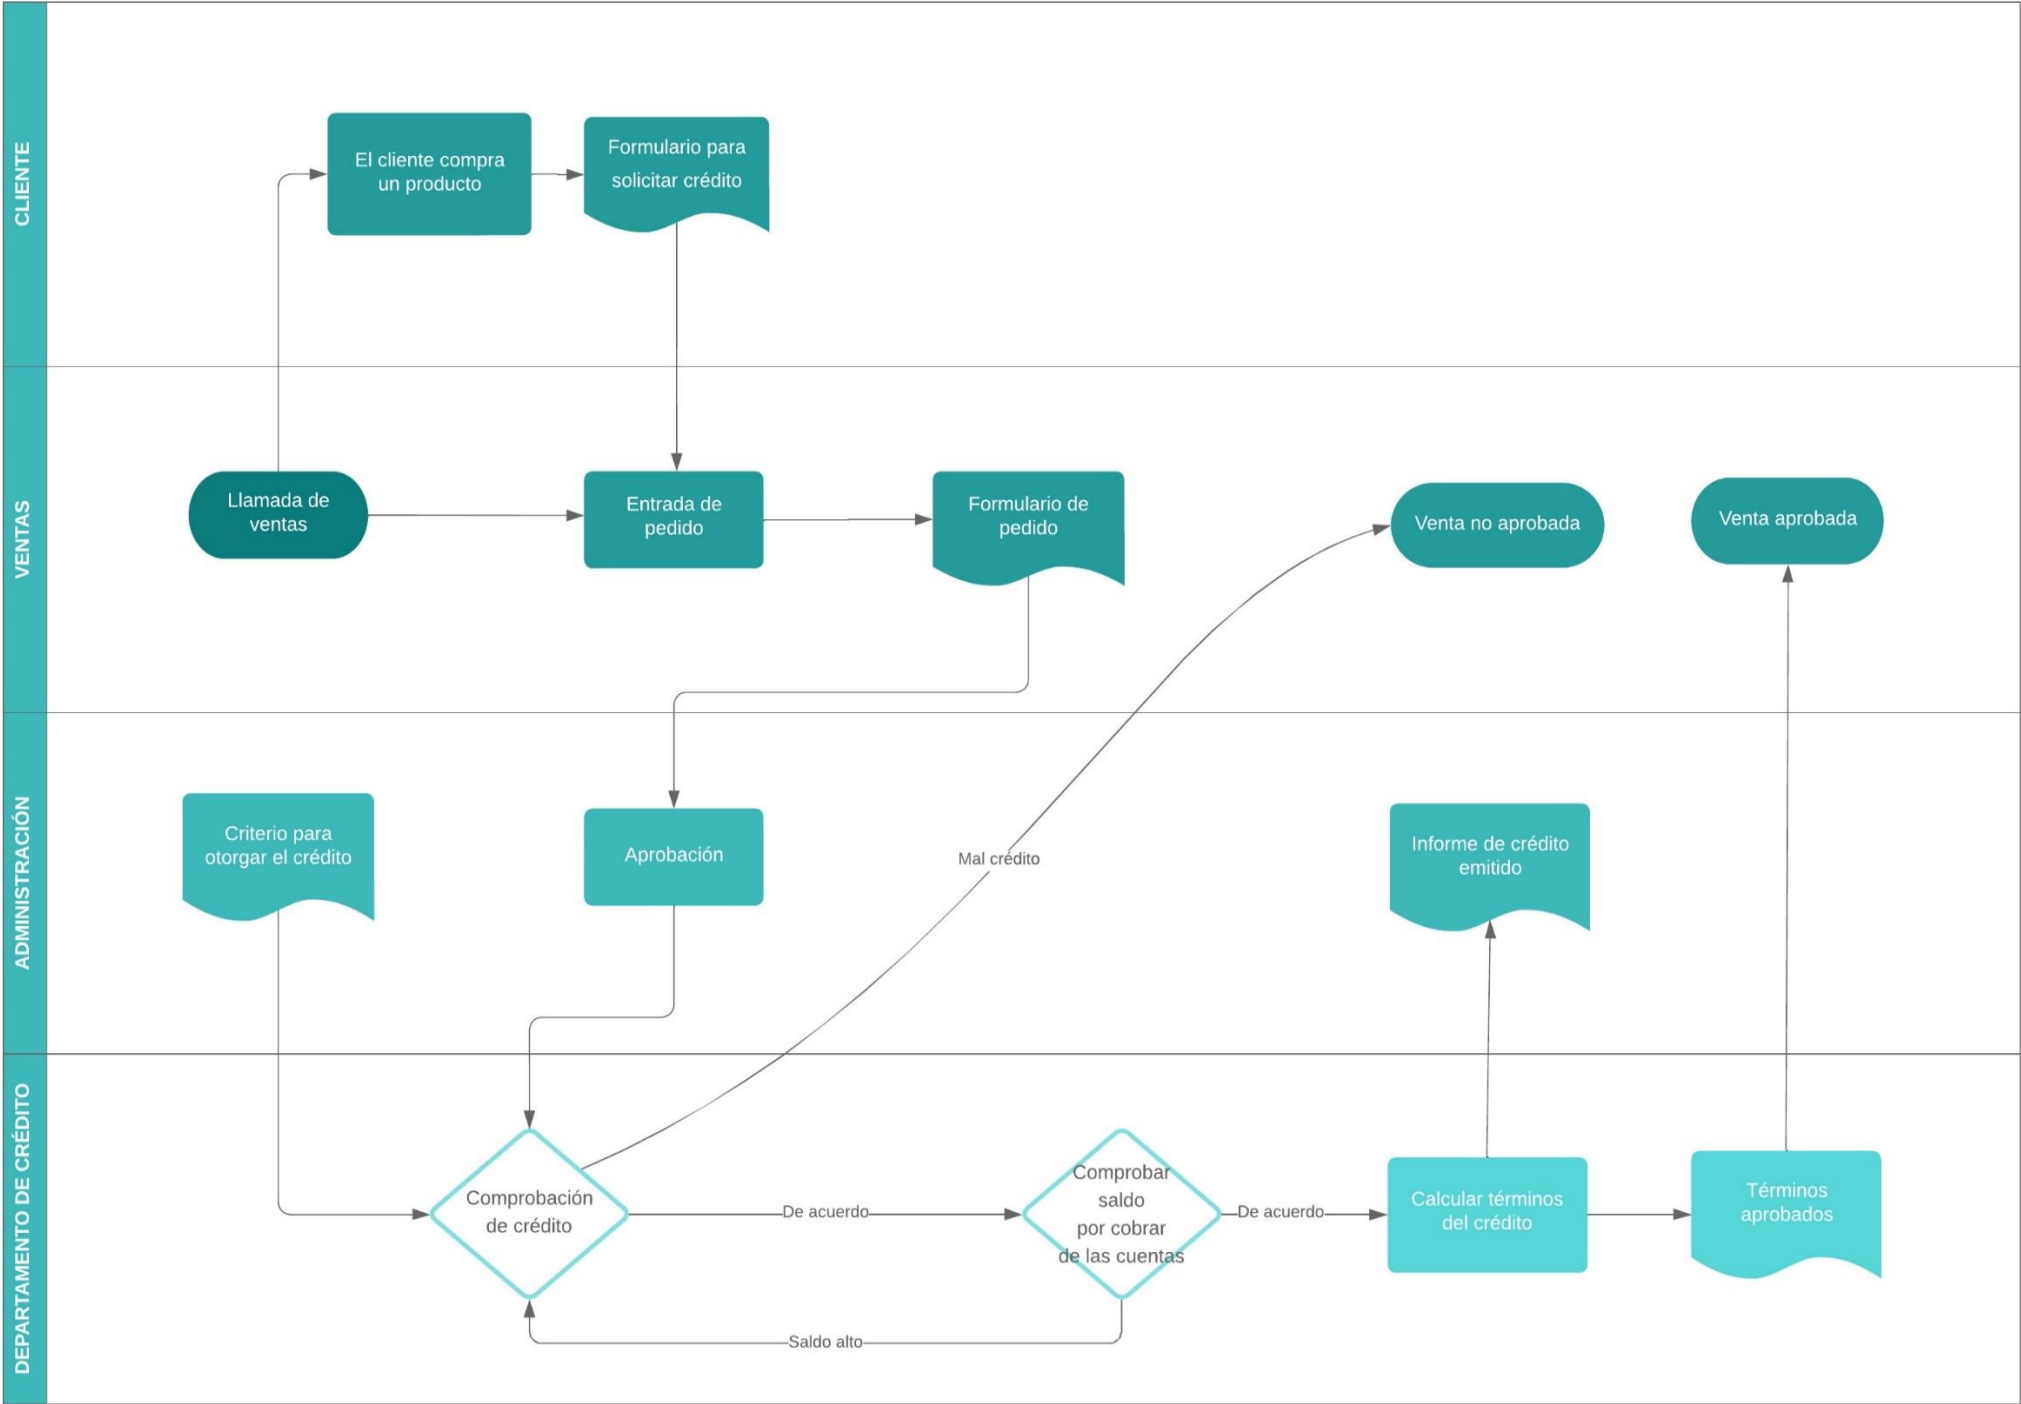 CLIENTE
El cliente compra
un producto
Formulario para
solicitar crédito
VENTAS
Llamada de
ventas
Entrada de
pedido
Formulario de
pedido
Venta no aprobada
Venta aprobada
ADMINISTRACIÓN
Criterio para
otorgar el crédito
Aprobación
Mal crédito
Informe de crédito
emitido
DEPARTAMENTO DE CRÉDITO
Comprobación
de crédito
De acuerdo
Comprobar
saldo
por cobrar
de las cuentas
De acuerdo
Calcular términos
del crédito
Términos
aprobados
Saldo alto